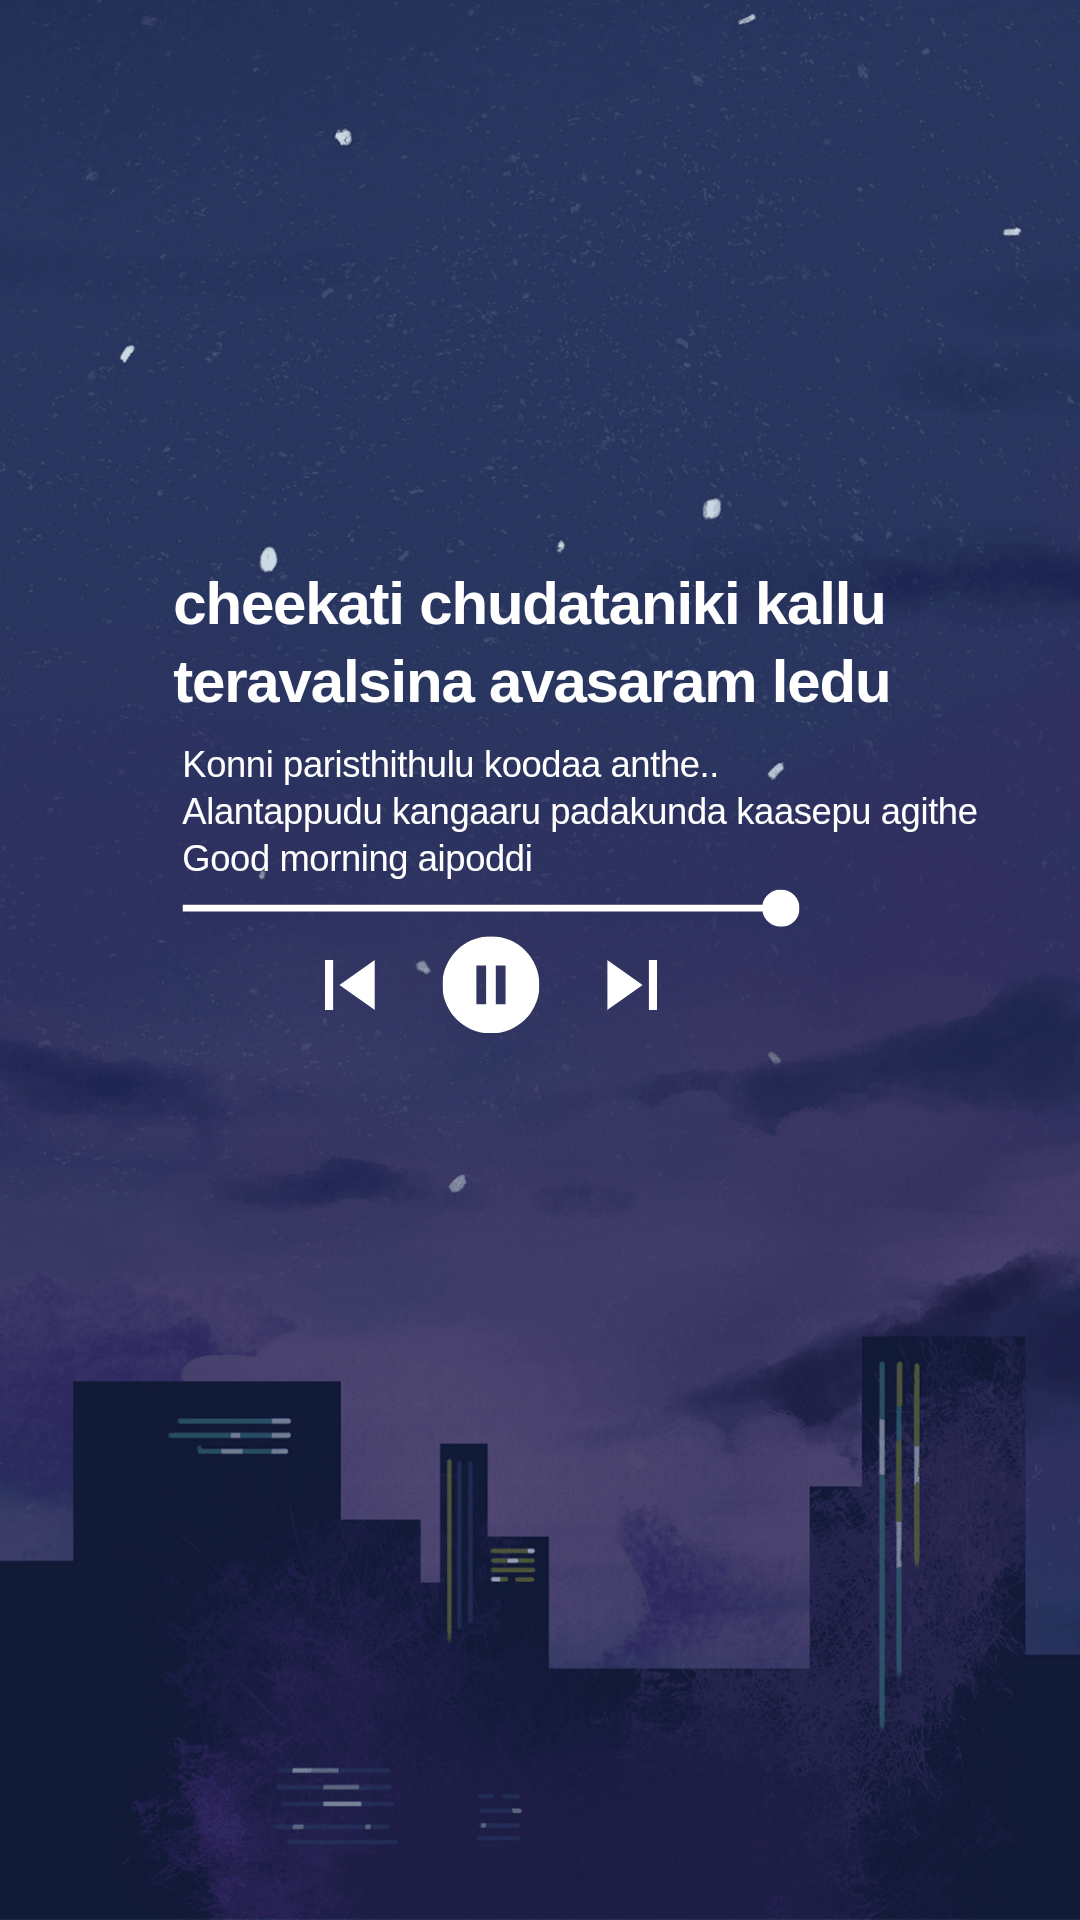 cheekati chudataniki kallu
teravalsina avasaram ledu
Konni paristhithulu koodaa anthe..
Alantappudu kangaaru padakunda kaasepu agithe
Good morning aipoddi